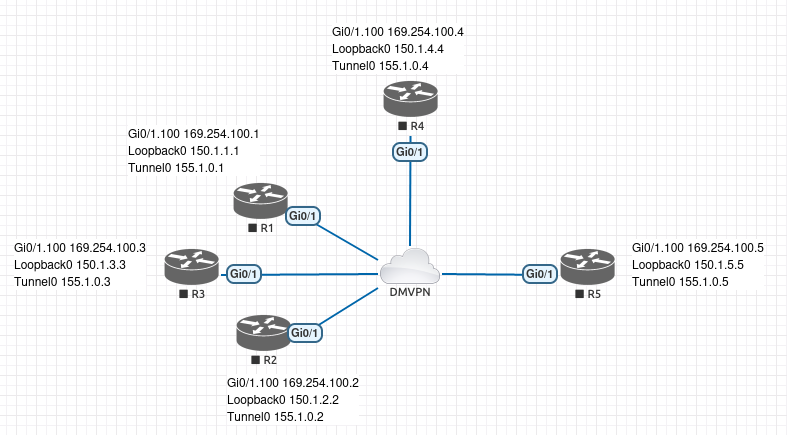 Gi0/1.100 169.254.100.4
Loopback0 150.1.4.4
Tunnel0 155.1.0.4
R4
Gi0/1
Gi0/1.100 169.254.100.1
Loopback0 150.1.1.1
Tunnel0 155.1.0.1
Gi0/1
R1
Gi0/1.100 169.254.100.3
Loopback0 150.1.3.3
Tunnel0 155.1.0.3
Gi0/1
R3
DMVPN
Gi0/1
R5
Gi0/1.100 169.254.100.5
Loopback0 150.1.5.5
Tunnel0 155.1.0.5
Gi0/1
R2
Gi0/1.100 169.254.100.2
Loopback0 150.1.2.2
Tunnel0 155.1.0.2